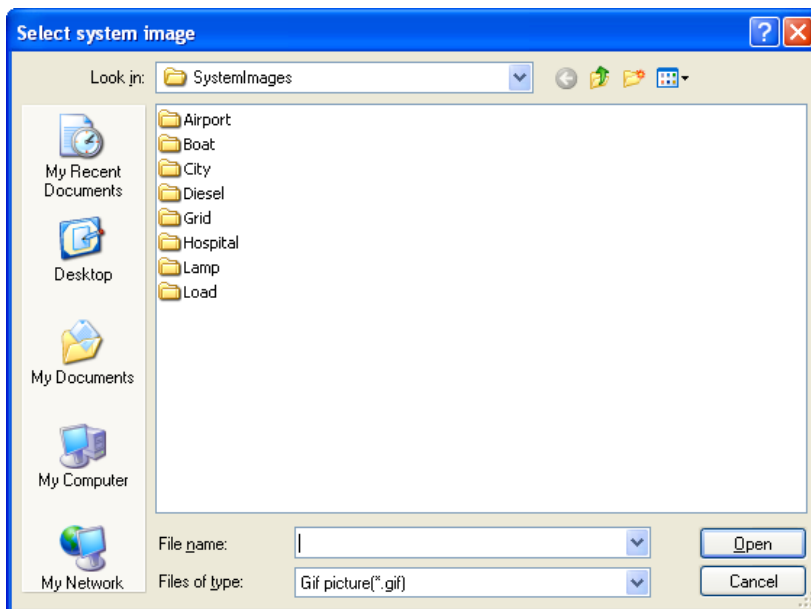 Select system image
Look in:
SystemImages
My Recent
Documents
Desktop
My Documents
My Computer
My Network
Airport
Boat
City
Diesel
Grid
Hospital
Lamp
Load
File name:
Open
Files of type:
Gif picture(*.gif)
Cancel